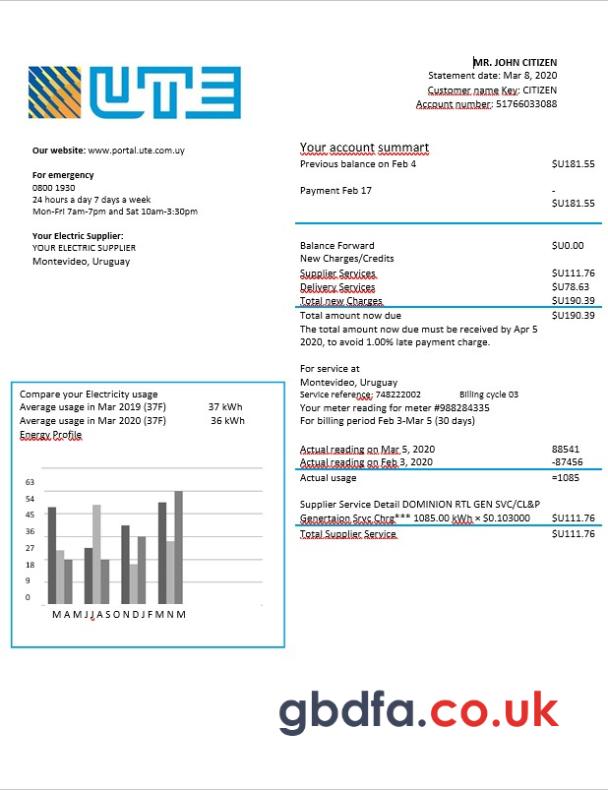 UTE
MR. JOHN CITIZEN
Statement date: Mar 8, 2020
Customer name Key: CITIZEN
Account number: 51766033088
Our website: www.portal.ute.com.uy
For emergency
0800 1930
24 hours a day 7 days a week
Mon-Fri 7am-7pm and Sat 10am-3:30pm
Your Electric Supplier:
YOUR ELECTRIC SUPPLIER
Montevideo, Uruguay
Your account summart
Previous balance on Feb 4 $U181.55
Payment Feb 17 -
$U181.55
Balance Forward $U0.00
New Charges/Credits
Supplier Services $U111.76
Delivery Services $U78.63
Total new Charges $U190.39
Total amount now due $U190.39
The total amount now due must be received by Apr 5
2020, to avoid 1.00% late payment charge.
For service at
Montevideo, Uruguay
Service reference: 748222002 Billing cycle 03
Your meter reading for meter #988284335
For billing period Feb 3-Mar 5 (30 days)
Actual reading on Mar 5, 2020 88541
Actual reading on Feb 3, 2020 -87456
Actual usage =1085
Supplier Service Detail DOMINION RTL GEN SVC/CL&P
Genertaion Srvc Chrg*** 1085.00 kWh × $0.103000 $U111.76
Total Supplier Service $U111.76
Compare your Electricity usage
Average usage in Mar 2019 (37F) 37 kWh
Average usage in Mar 2020 (37F) 36 kWh
Energy Profile
63
54
45
36
27
18
9
0
M A M J J A S O N D J F M N M
gbdfa.co.uk